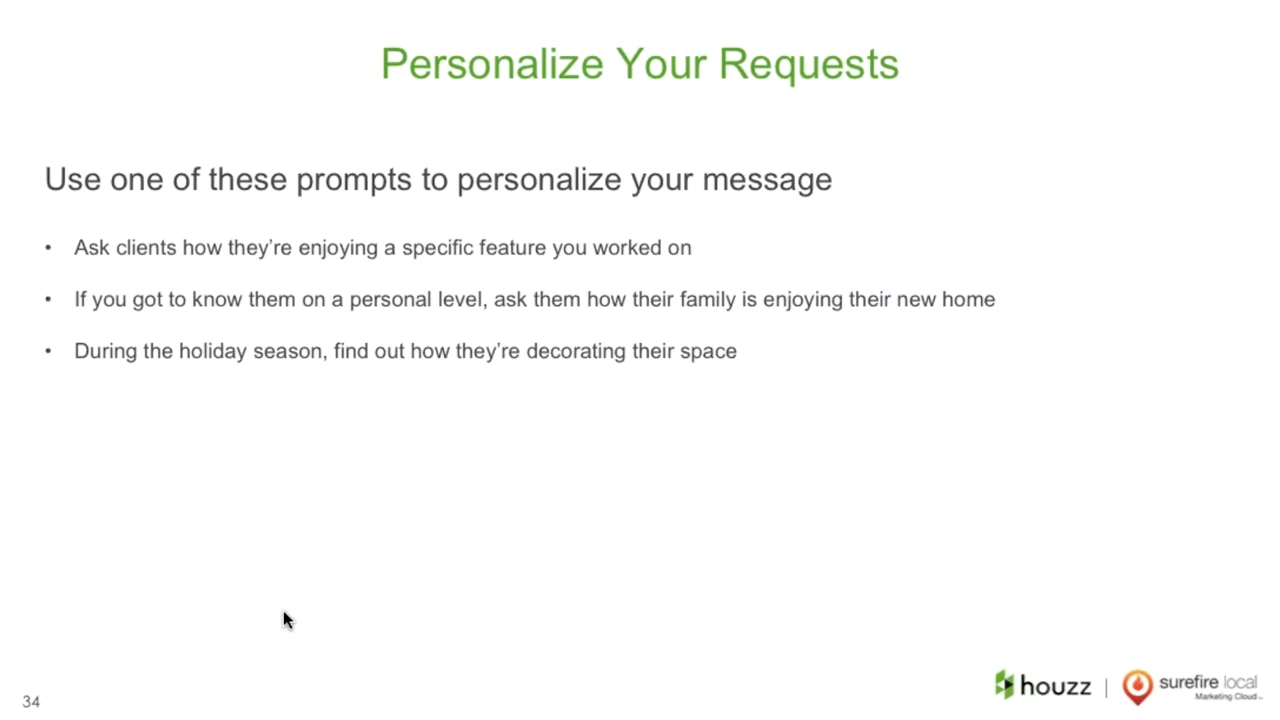 Personalize Your Requests
Use one of these prompts to personalize your message
• Ask clients how they’re enjoying a specific feature you worked on
• If you got to know them on a personal level, ask them how their family is enjoying their new home
• During the holiday season, find out how they’re decorating their space
34
houzz | surefire local
Marketing Cloud